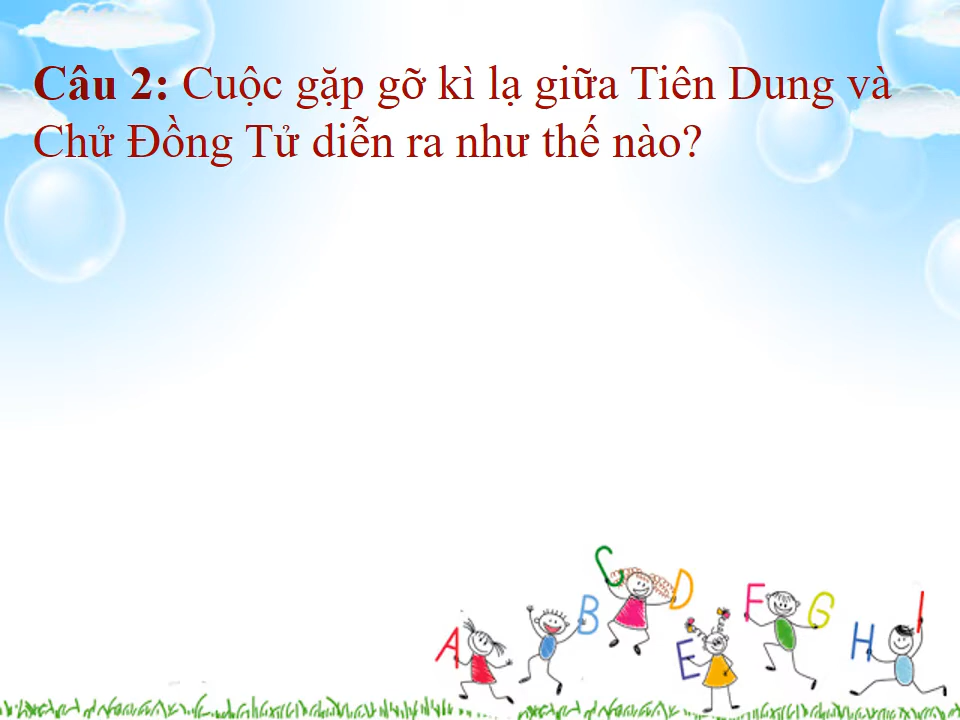 Câu 2: Cuộc gặp gỡ kì lạ giữa Tiên Dung và
Chử Đồng Tử diễn ra như thế nào?
A
B
C
D
E
F
G
H
I